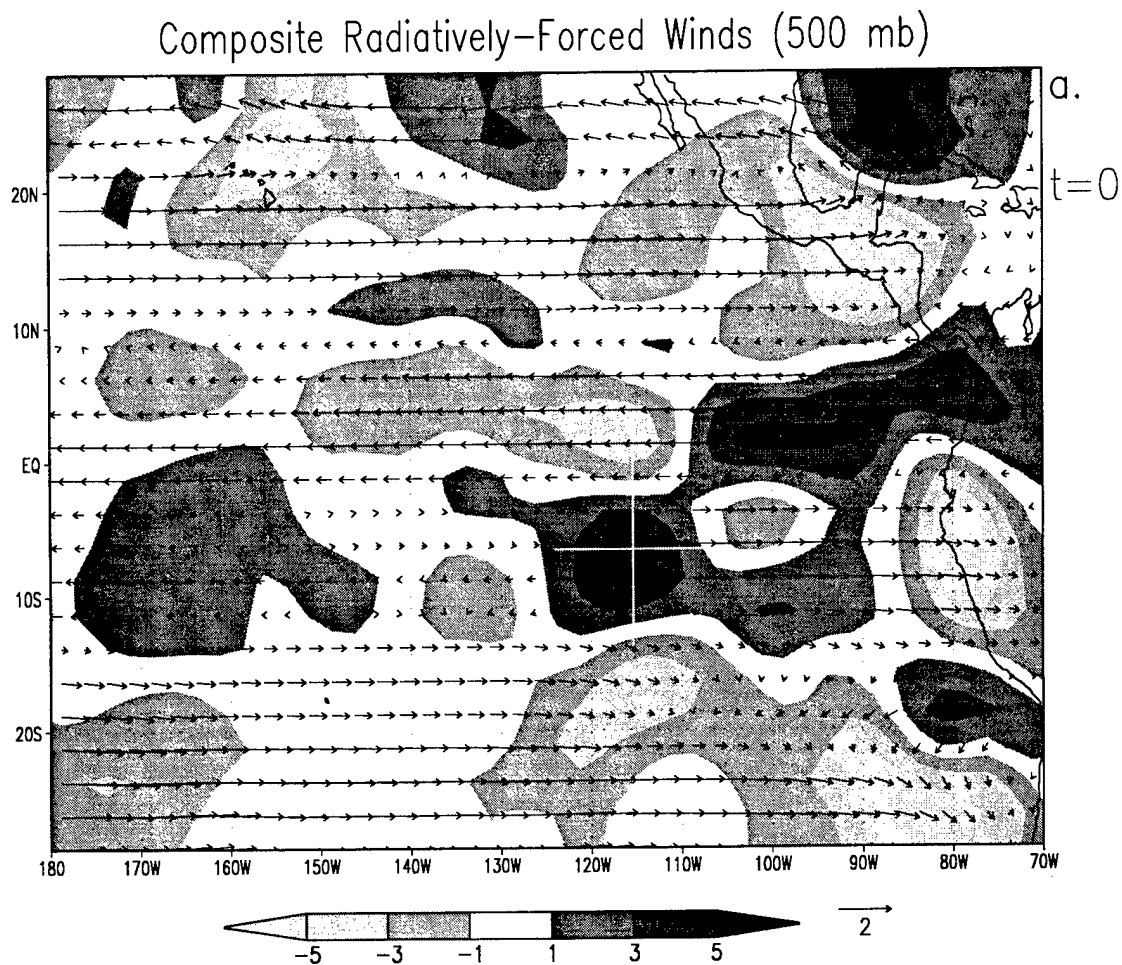 Composite Radiatively-Forced Winds (500 mb)
a.
t=0
20N
10N
EQ
10S
20S
180 170W 160W 150W 140W 130W 120W 110W 100W 90W 80W 70W
-5 -3 -1 1 3 5
2